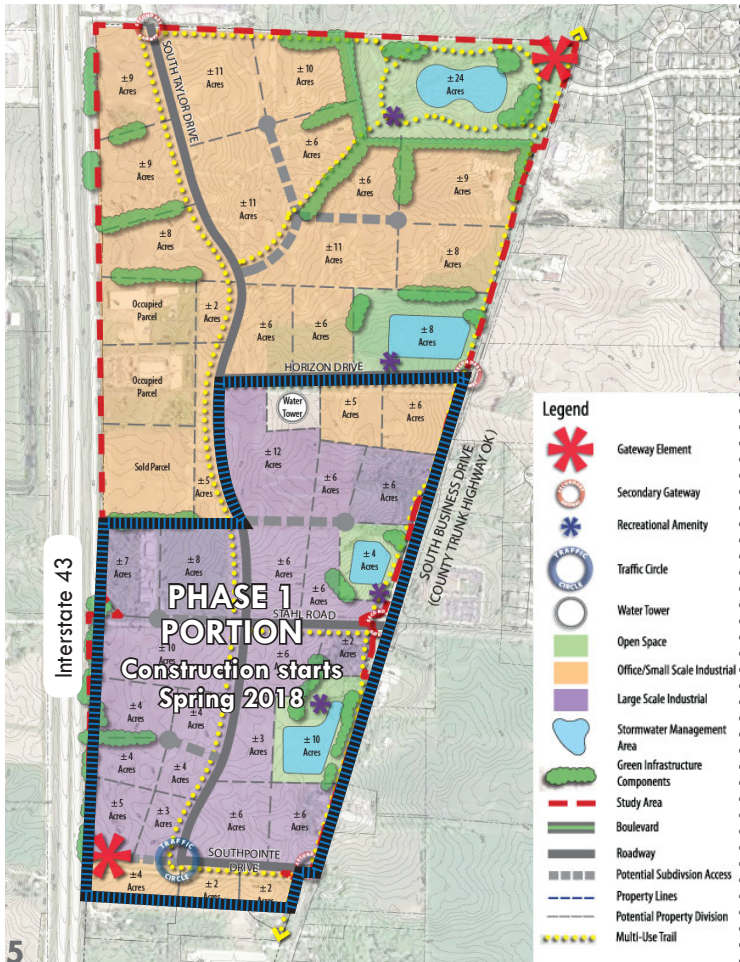 SOUTH TAYLOR DRIVE
± 9
Acres
± 11
Acres
± 10
Acres
± 24
Acres
± 9
Acres
± 6
Acres
± 6
Acres
± 9
Acres
± 11
Acres
± 8
Acres
± 11
Acres
± 8
Acres
Occupied
Parcel
± 2
Acres
± 6
Acres
± 6
Acres
± 8
Acres
HORIZON DRIVE
Occupied
Parcel
Water
Tower
± 5
Acres
± 6
Acres
Sold Parcel
± 5
Acres
± 12
Acres
± 6
Acres
± 6
Acres
SOUTH BUSINESS DRIVE
(COUNTY TRUNK HIGHWAY OK)
Interstate 43
± 7
Acres
± 8
Acres
± 6
Acres
± 4
Acres
± 6
Acres
PHASE 1
PORTION
Construction starts
Spring 2018
STAHL ROAD
± 10
Acres
± 6
± 2
Acres
± 4
Acres
± 4
Acres
± 3
Acres
± 10
Acres
± 4
Acres
± 4
Acres
± 5
Acres
± 3
Acres
± 6
Acres
± 6
Acres
SOUTHPOINTE
DRIVE
TRAFFIC
CIRCLE
± 4
Acres
± 2
Acres
± 2
Acres
5
Legend
Gateway Element
Secondary Gateway
Recreational Amenity
TRAFFIC
CIRCLE
Traffic Circle
Water Tower
Open Space
Office/Small Scale Industrial
Large Scale Industrial
Stormwater Management
Area
Green Infrastructure
Components
Study Area
Boulevard
Roadway
Potential Subdivsion Access
Property Lines
Potential Property Division
Multi-Use Trail